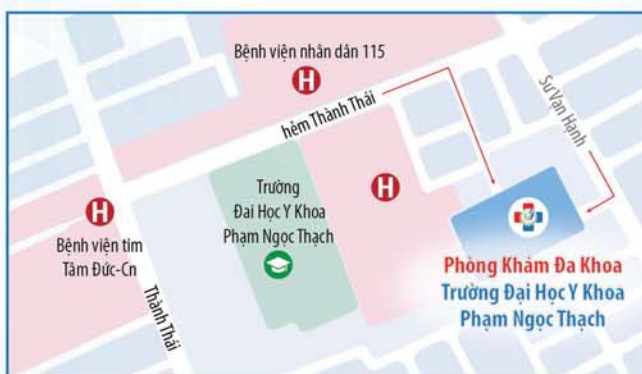 Bệnh viện nhân dân 115
H
hẻm Thành Thái
Sư Vạn Hạnh
H
Trường
Đai Học Y Khoa
Phạm Ngọc Thạch
H
Bệnh viện tim
Tâm Đức-Cn
Thành Thái
Phòng Khám Đa Khoa
Trường Đại Học Y Khoa
Phạm Ngọc Thạch